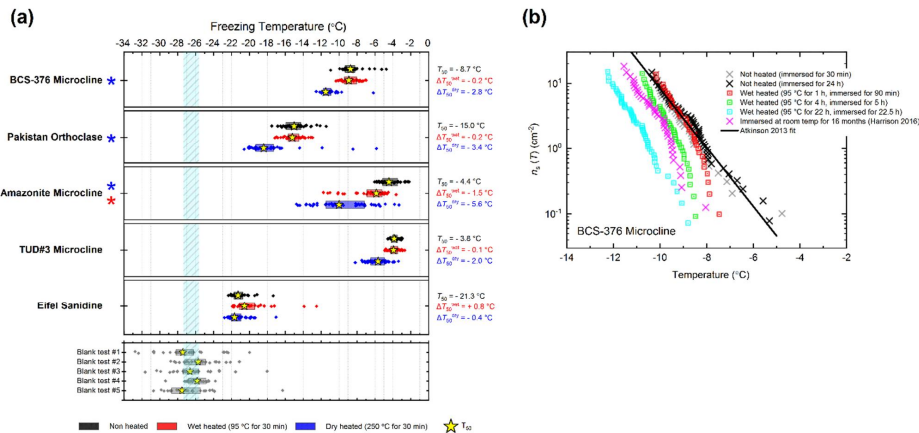 (a)
Freezing Temperature (°C)
-34 -32 -30 -28 -26 -24 -22 -20 -18 -16 -14 -12 -10 -8 -6 -4 -2 0
BCS-376 Microcline *
T50 = - 8.7 °C
ΔT50wet = - 0.2 °C
ΔT50dry = - 2.8 °C
Pakistan Orthoclase *
T50 = - 15.0 °C
ΔT50wet = - 0.2 °C
ΔT50dry = - 3.4 °C
Amazonite Microcline * *
T50 = - 4.4 °C
ΔT50wet = - 1.5 °C
ΔT50dry = - 5.6 °C
TUD#3 Microcline
T50 = - 3.8 °C
ΔT50wet = - 0.1 °C
ΔT50dry = - 2.0 °C
Eifel Sanidine
T50 = - 21.3 °C
ΔT50wet = + 0.8 °C
ΔT50dry = - 0.4 °C
Blank test #1
Blank test #2
Blank test #3
Blank test #4
Blank test #5
Non heated
Wet heated (95 °C for 30 min)
Dry heated (250 °C for 30 min)
T50
(b)
ns (T) (cm-2)
10^1
10^0
10^-1
Not heated (immersed for 30 min)
Not heated (immersed for 24 h)
Wet heated (95 °C for 1 h, immersed for 90 min)
Wet heated (95 °C for 4 h, immersed for 5 h)
Wet heated (95 °C for 22 h, immersed for 22.5 h)
Immersed at room temp for 16 months (Harrison 2016)
Atkinson 2013 fit
BCS-376 Microcline
-14 -12 -10 -8 -6 -4 -2
Temperature (°C)